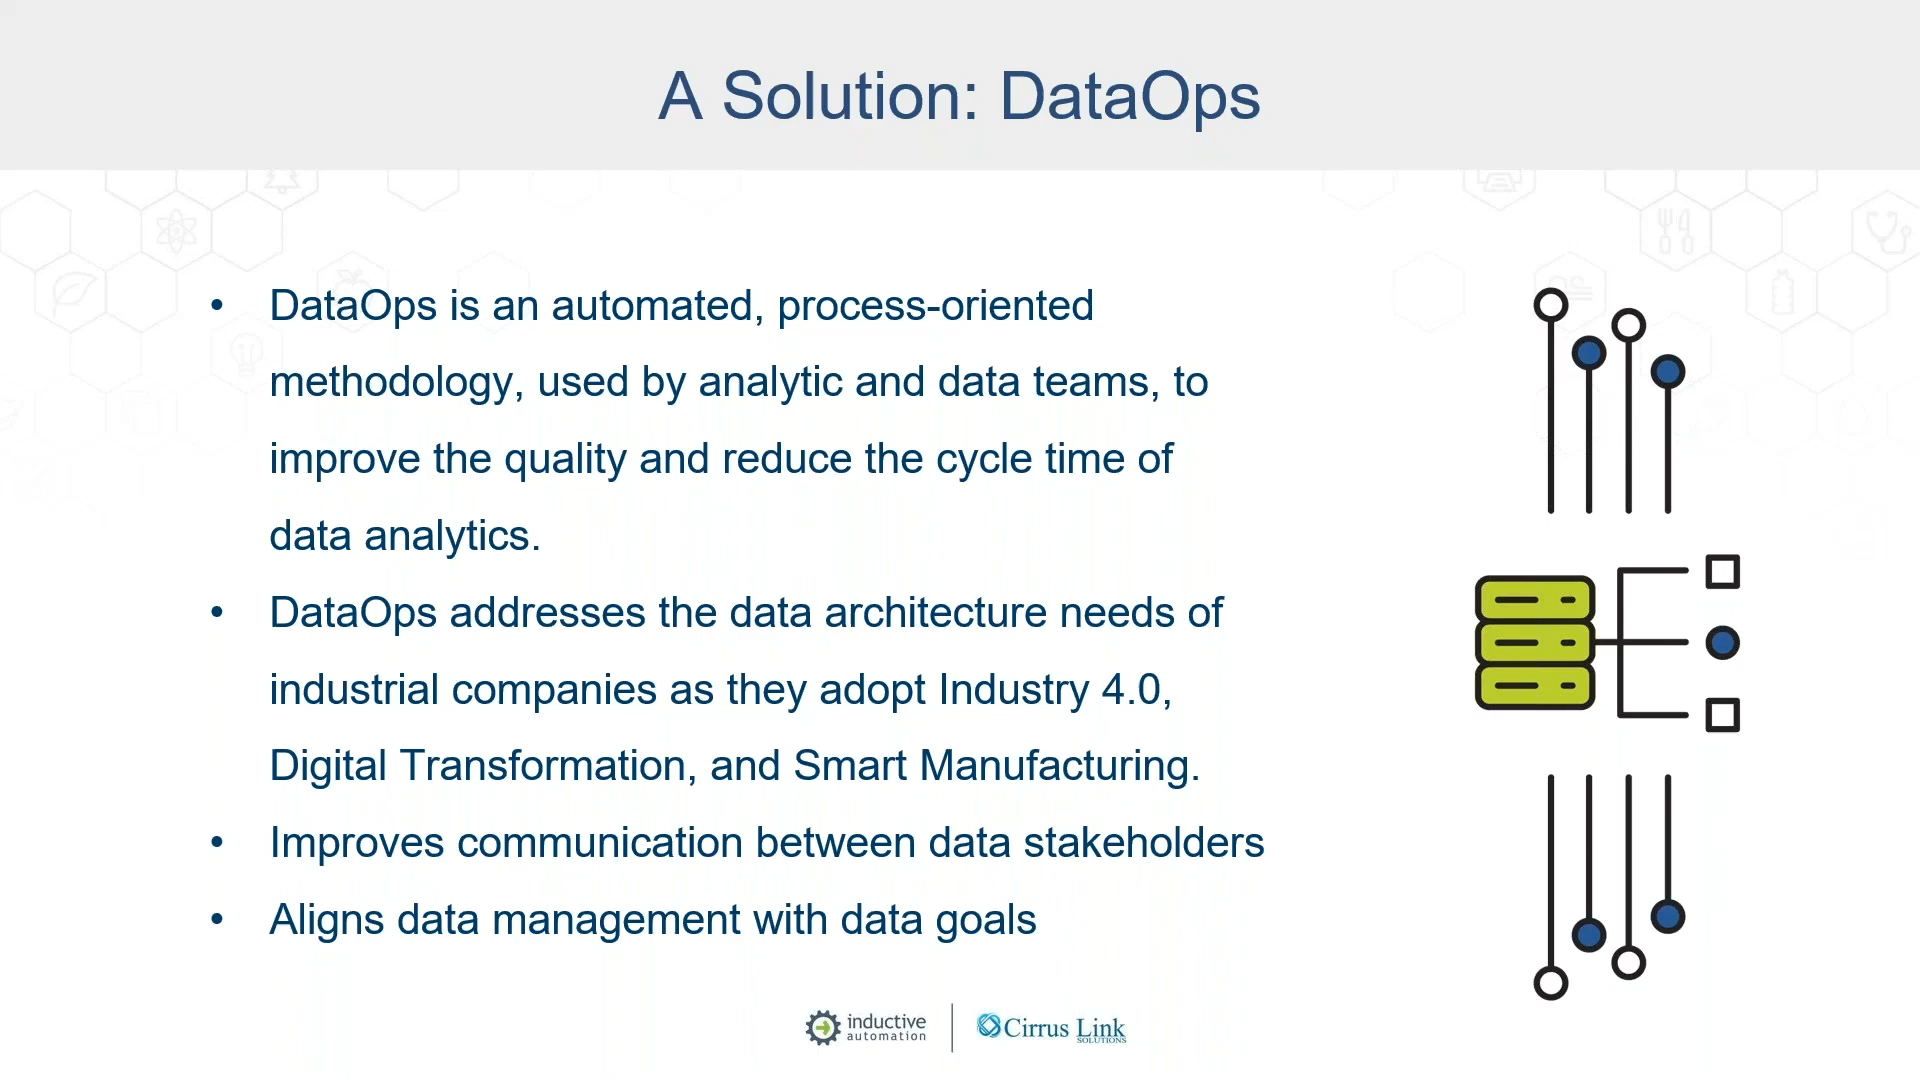 A Solution: DataOps
• DataOps is an automated, process-oriented
methodology, used by analytic and data teams, to
improve the quality and reduce the cycle time of
data analytics.
• DataOps addresses the data architecture needs of
industrial companies as they adopt Industry 4.0,
Digital Transformation, and Smart Manufacturing.
• Improves communication between data stakeholders
• Aligns data management with data goals
inductive
automation
Cirrus Link
SOLUTIONS